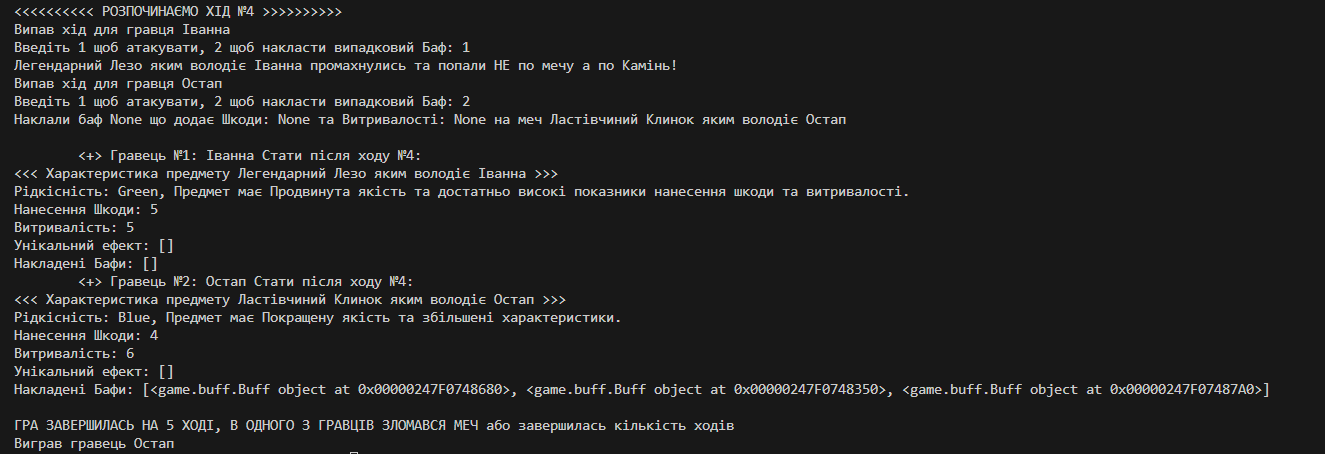 <<<<<<<<<< РОЗПОЧИНАЄМО ХІД №4 >>>>>>>>>>
Випав хід для гравця Іванна
Введіть 1 щоб атакувати, 2 щоб накласти випадковий Баф: 1
Легендарний Лезо яким володіє Іванна промахнулись та попали НЕ по мечу а по Камінь!
Випав хід для гравця Остап
Введіть 1 щоб атакувати, 2 щоб накласти випадковий Баф: 2
Наклали баф None що додає Шкоди: None та Витривалості: None на меч Ластівчиний Клинок яким володіє Остап
<+> Гравець №1: Іванна Стати після ходу №4:
<<< Характеристика предмету Легендарний Лезо яким володіє Іванна >>>
Рідкісність: Green, Предмет має Продвинута якість та достатньо високі показники нанесення шкоди та витривалості.
Нанесення Шкоди: 5
Витривалість: 5
Унікальний ефект: []
Накладені Бафи: []
<+> Гравець №2: Остап Стати після ходу №4:
<<< Характеристика предмету Ластівчиний Клинок яким володіє Остап >>>
Рідкісність: Blue, Предмет має Покращену якість та збільшені характеристики.
Нанесення Шкоди: 4
Витривалість: 6
Унікальний ефект: []
Накладені Бафи: [<game.buff.Buff object at 0x00000247F0748680>, <game.buff.Buff object at 0x00000247F0748350>, <game.buff.Buff object at 0x00000247F07487A0>]
ГРА ЗАВЕРШИЛАСЬ НА 5 ХОДІ, В ОДНОГО З ГРАВЦІВ ЗЛОМАВСЯ МЕЧ або завершилась кількість ходів
Виграв гравець Остап